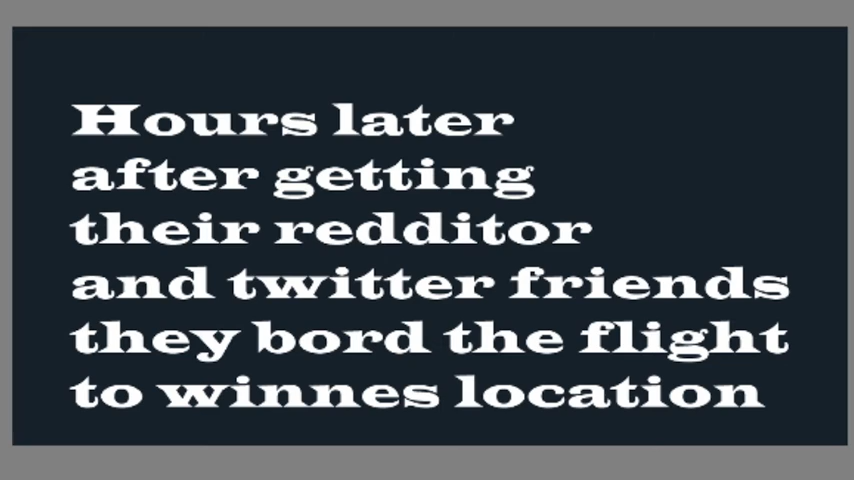 Hours later
after getting
their redditor
and twitter friends
they bord the flight
to winnes location